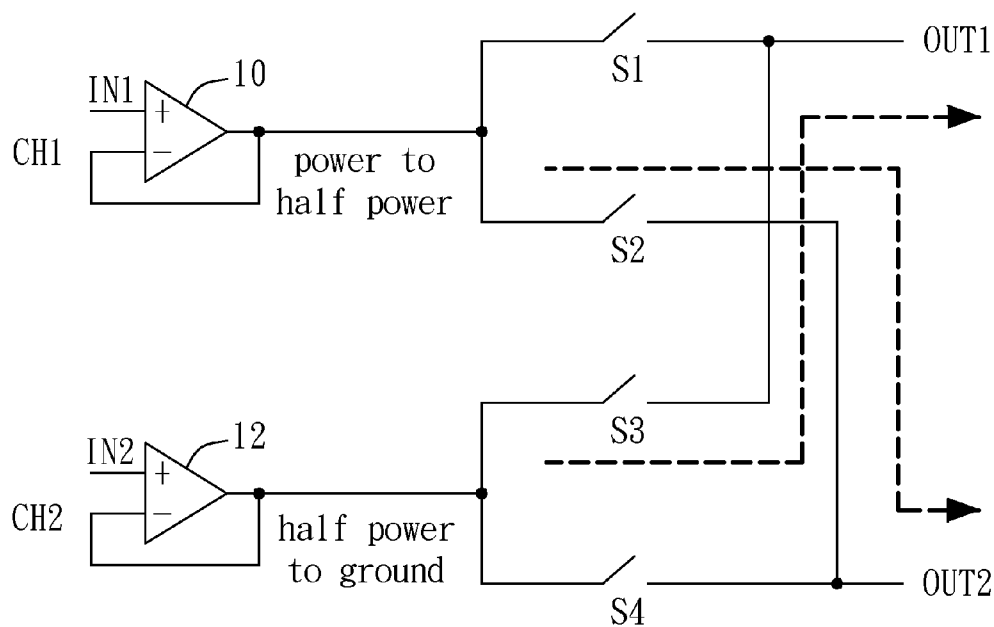 S1
OUT1
10
IN1
+
−
CH1
power to
half power
S2
S3
12
IN2
+
−
CH2
half power
to ground
S4
OUT2